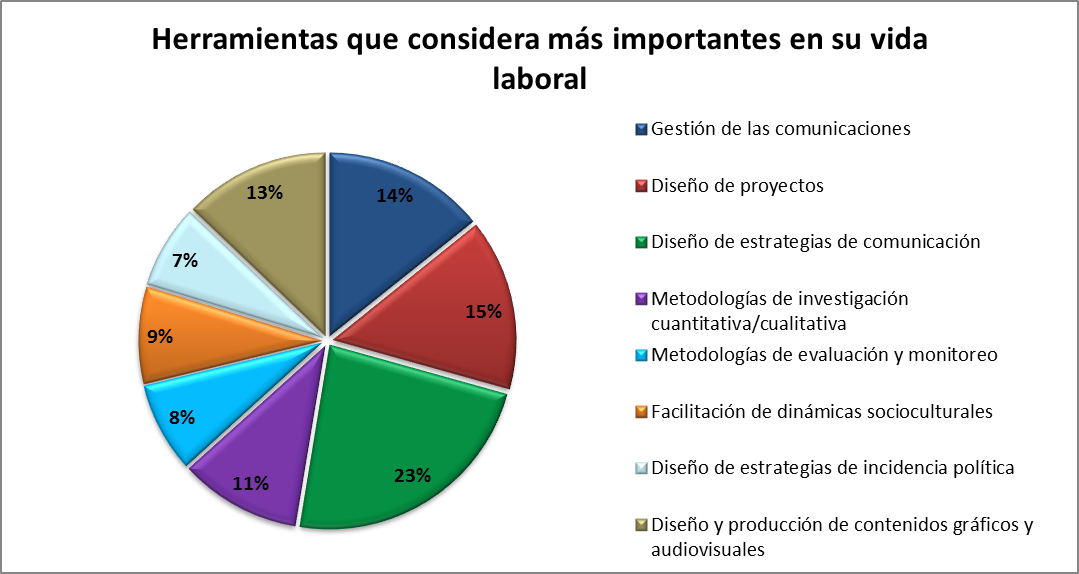 Herramientas que considera más importantes en su vida
laboral
Gestión de las comunicaciones
Diseño de proyectos
Diseño de estrategias de comunicación
Metodologías de investigación
cuantitativa/cualitativa
Metodologías de evaluación y monitoreo
Facilitación de dinámicas socioculturales
Diseño de estrategias de incidencia política
Diseño y producción de contenidos gráficos y
audiovisuales
14%
15%
23%
11%
8%
9%
7%
13%